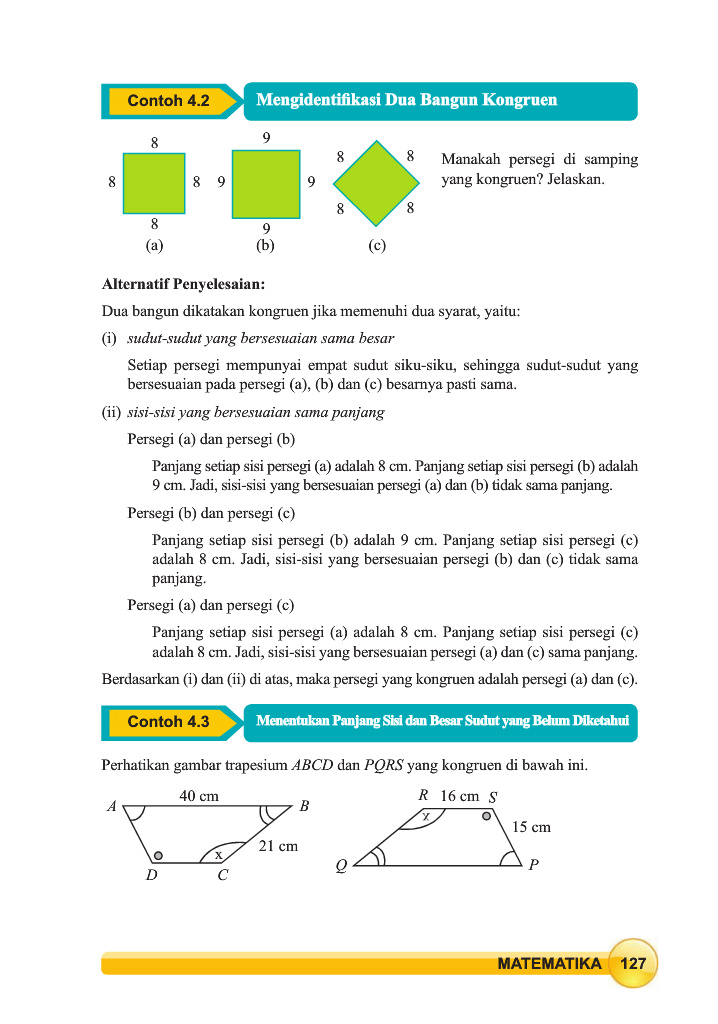 Contoh 4.2
Mengidentifikasi Dua Bangun Kongruen
8
8
8
8
(a)
9
9
9
9
(b)
8
8
8
8
(c)
Manakah persegi di samping
yang kongruen? Jelaskan.
Alternatif Penyelesaian:
Dua bangun dikatakan kongruen jika memenuhi dua syarat, yaitu:
(i) sudut-sudut yang bersesuaian sama besar
Setiap persegi mempunyai empat sudut siku-siku, sehingga sudut-sudut yang
bersesuaian pada persegi (a), (b) dan (c) besarnya pasti sama.
(ii) sisi-sisi yang bersesuaian sama panjang
Persegi (a) dan persegi (b)
Panjang setiap sisi persegi (a) adalah 8 cm. Panjang setiap sisi persegi (b) adalah
9 cm. Jadi, sisi-sisi yang bersesuaian persegi (a) dan (b) tidak sama panjang.
Persegi (b) dan persegi (c)
Panjang setiap sisi persegi (b) adalah 9 cm. Panjang setiap sisi persegi (c)
adalah 8 cm. Jadi, sisi-sisi yang bersesuaian persegi (b) dan (c) tidak sama
panjang.
Persegi (a) dan persegi (c)
Panjang setiap sisi persegi (a) adalah 8 cm. Panjang setiap sisi persegi (c)
adalah 8 cm. Jadi, sisi-sisi yang bersesuaian persegi (a) dan (c) sama panjang.
Berdasarkan (i) dan (ii) di atas, maka persegi yang kongruen adalah persegi (a) dan (c).
Contoh 4.3
Menentukan Panjang Sisi dan Besar Sudut yang Belum Diketahui
Perhatikan gambar trapesium ABCD dan PQRS yang kongruen di bawah ini.
40 cm
A
B
21 cm
x
D
C
R 16 cm S
x
15 cm
Q
P
MATEMATIKA 127